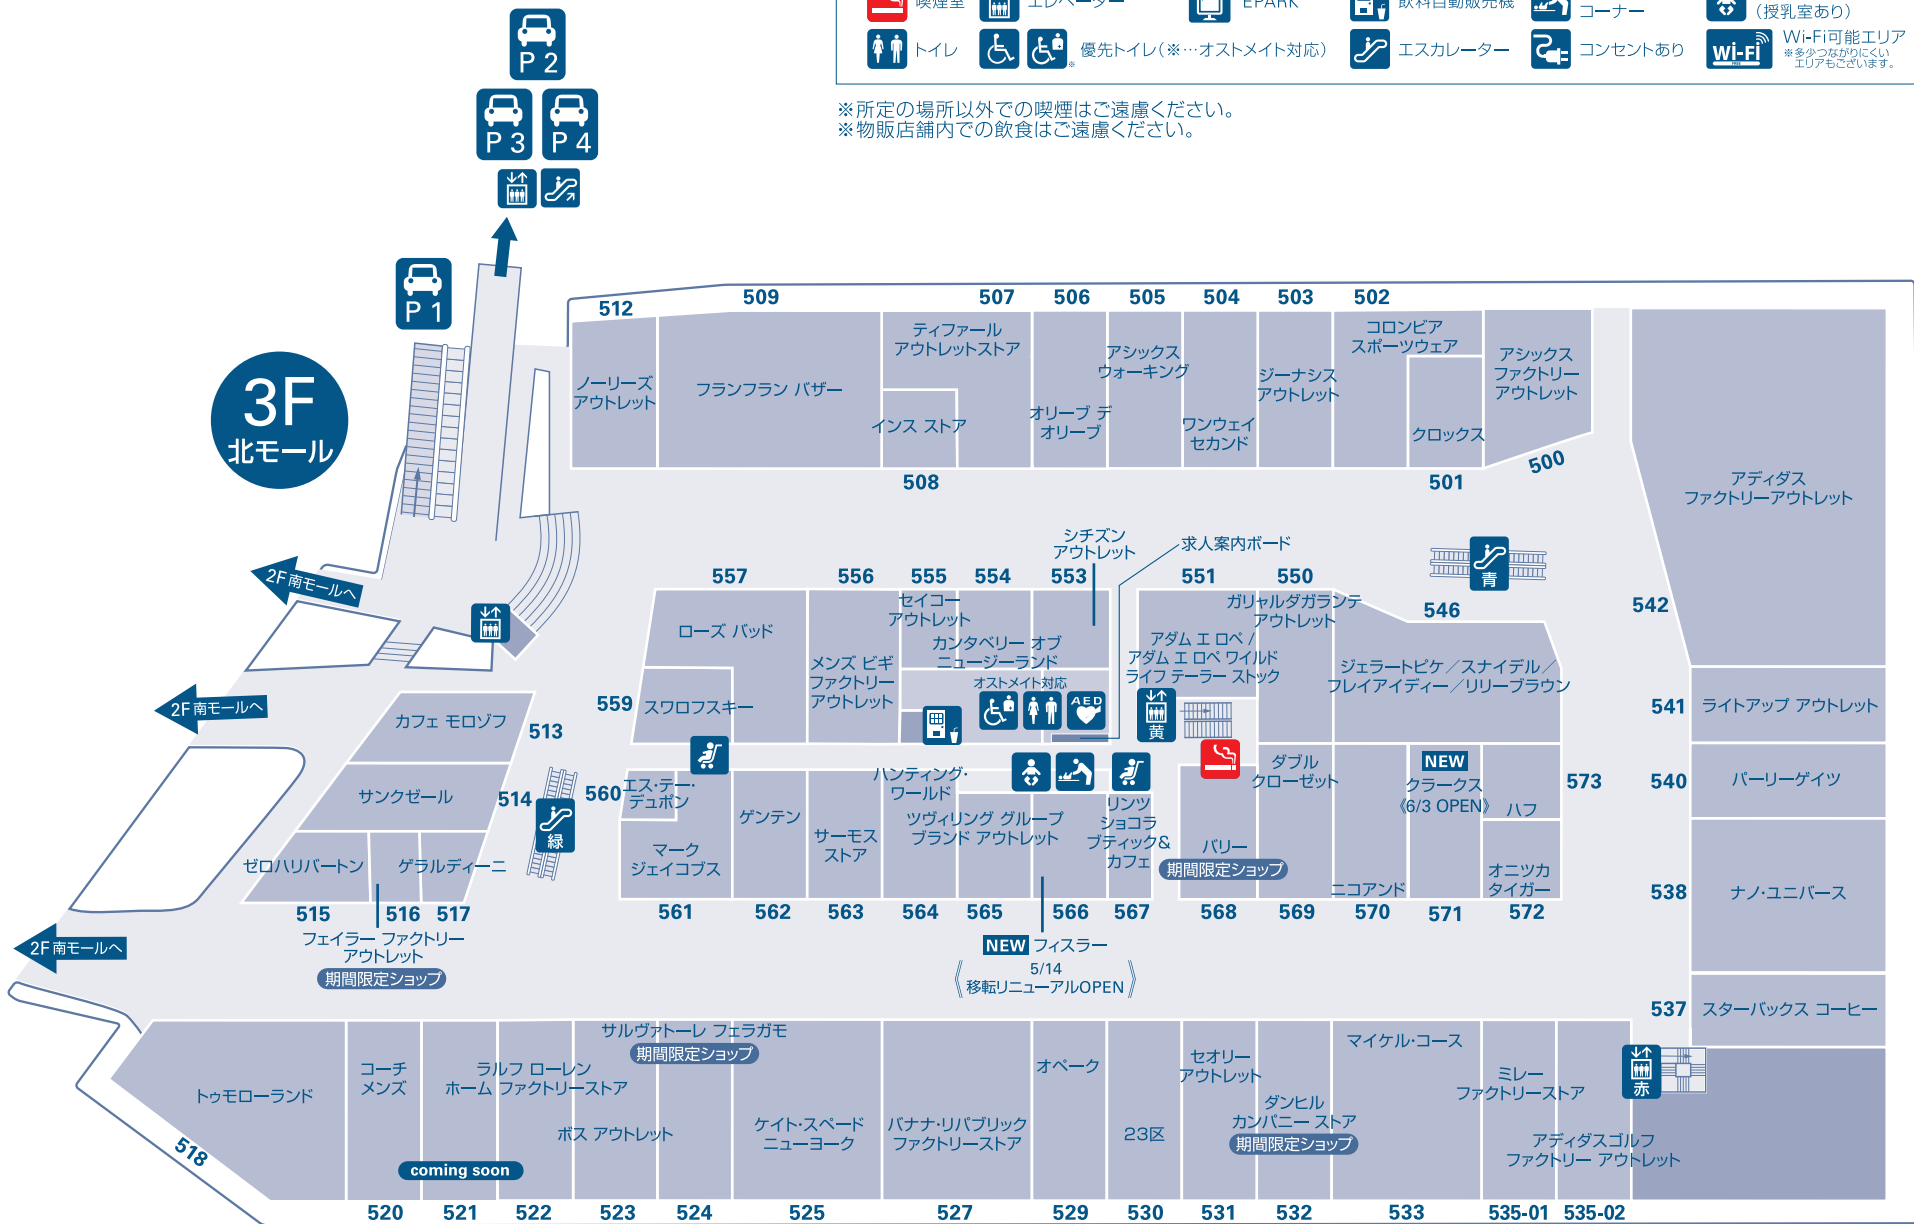 喫煙室
エレベーター
EPARK
飲料自動販売機
コーナー
(授乳室あり)
トイレ
優先トイレ(※…オストメイト対応)
※
エスカレーター
コンセントあり
Wi-Fi
FREE
Wi-Fi可能エリア
※多少つながりにくい
エリアもございます。
※所定の場所以外での喫煙はご遠慮ください。
※物販店舗内での飲食はご遠慮ください。
P 2
P 3
P 4
P 1
3F
北モール
512
509
507
506
505
504
503
502
ノーリーズ
アウトレット
フランフラン バザー
ティファール
アウトレットストア
インス ストア
オリーブ デ
オリーブ
アシックス
ウォーキング
ワンウェイ
セカンド
ジーナシス
アウトレット
コロンビア
スポーツウェア
クロックス
アシックス
ファクトリー
アウトレット
508
501
500
アディダス
ファクトリーアウトレット
シチズン
アウトレット
求人案内ボード
青
2F南モールへ
557
556
555
554
553
551
550
546
542
ローズ バッド
メンズ ビギ
ファクトリー
アウトレット
セイコー
アウトレット
カンタベリー オブ
ニュージーランド
オストメイト対応
AED
アダム エ ロペ /
アダム エ ロペ ワイルド
ライフ テーラー ストック
ガリャルダガランテ
アウトレット
ジェラートピケ/スナイデル/
フレイアイディー/リリーブラウン
559
スワロフスキー
黄
541
ライトアップ アウトレット
2F南モールへ
カフェ モロゾフ
513
サンクゼール
514
緑
ゼロハリバートン
ゲラルディーニ
515
516
517
フェイラー ファクトリー
アウトレット
期間限定ショップ
2F南モールへ
560
エス・テー・
デュポン
マーク
ジェイコブス
ゲンテン
サーモス
ストア
ハンティング・
ワールド
ツヴィリング グループ
ブランド アウトレット
リンツ
ショコラ
ブティック&
カフェ
バリー
期間限定ショップ
ダブル
クローゼット
ニコアンド
NEW
クラークス
《6/3 OPEN》
ハフ
オニツカ
タイガー
573
540
パーリーゲイツ
538
ナノ・ユニバース
561
562
563
564
565
566
567
568
569
570
571
572
NEW フィスラー
《5/14
移転リニューアルOPEN》
537
スターバックス コーヒー
赤
トゥモローランド
コーチ
メンズ
ラルフ ローレン
ホーム ファクトリーストア
サルヴァトーレ フェラガモ
期間限定ショップ
ボス アウトレット
ケイト・スペード
ニューヨーク
バナナ・リパブリック
ファクトリーストア
オペーク
23区
セオリー
アウトレット
ダンヒル
カンパニー ストア
期間限定ショップ
マイケル・コース
ミレー
ファクトリーストア
アディダスゴルフ
ファクトリー アウトレット
coming soon
518
520
521
522
523
524
525
527
529
530
531
532
533
535-01
535-02